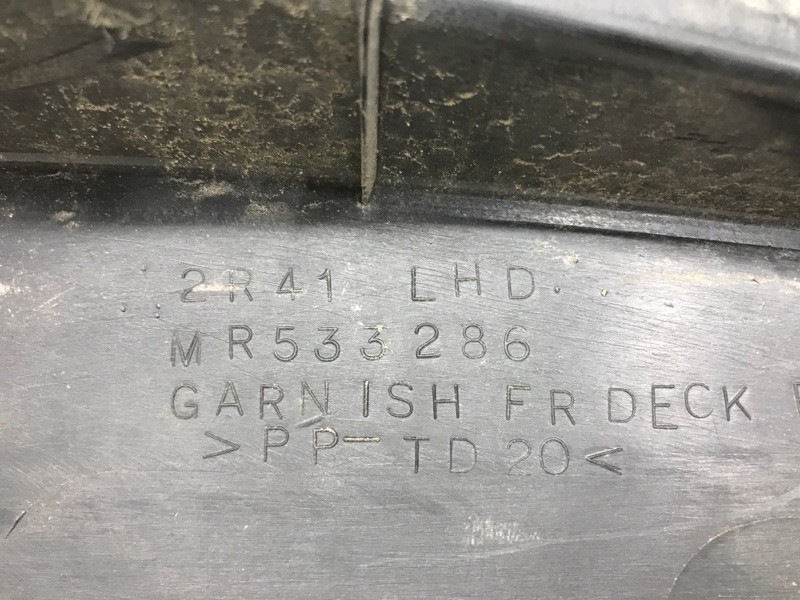 2R41 LHD
MR533286
GARNISH FR DECK
>PP-TD20<